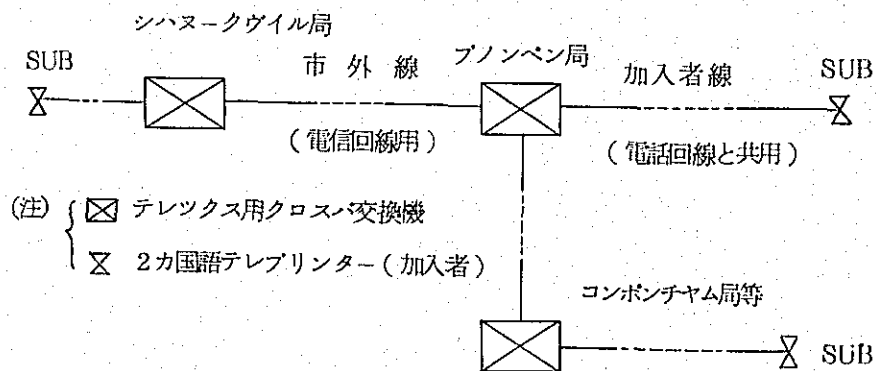 シハヌークヴイル局
SUB
市外線
プノンペン局
加入者線
SUB
(電信回線用)
(電話回線と共用)
(注)
テレツクス用クロスバ交換機
2カ国語テレプリンター(加入者)
コンポンチヤム局等
SUB